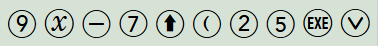 9 x − 7 ⬆ ( 2 5 EXE ∨